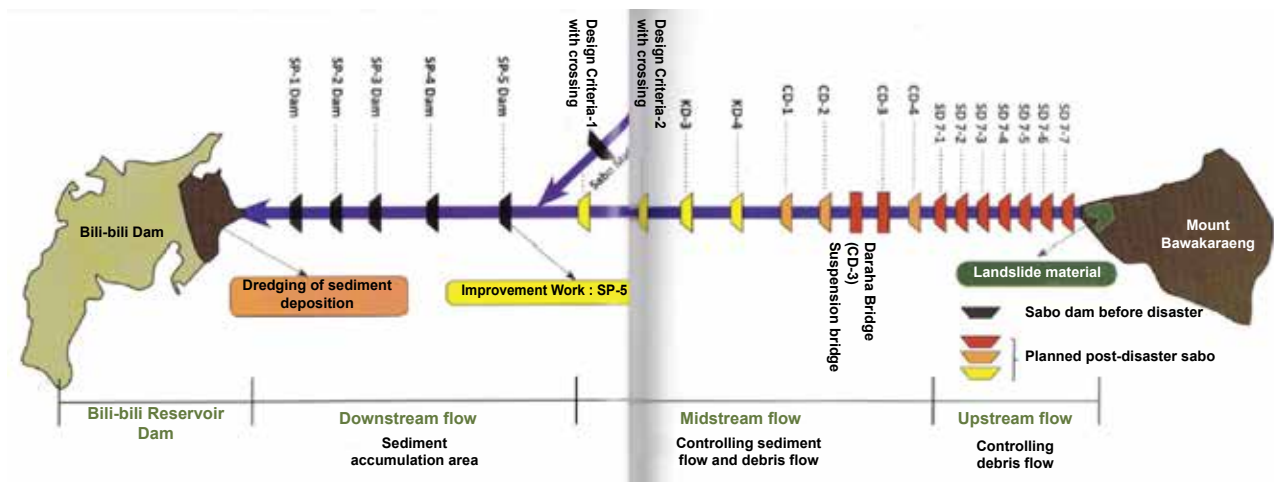 SP-1 Dam
SP-2 Dam
SP-3 Dam
SP-4 Dam
SP-5 Dam
Design Criteria-1
with crossing
Design Criteria-2
with crossing
KD-3
KD-4
CD-1
CD-2
CD-3
CD-4
SD 7-1
SD 7-2
SD 7-3
SD 7-4
SD 7-5
SD 7-6
SD 7-7
Sabo
Bili-bili Dam
Mount
Bawakaraeng
Dredging of sediment
deposition
Improvement Work : SP-5
Daraha Bridge
(CD-3)
Suspension bridge
Landslide material
Sabo dam before disaster
Planned post-disaster sabo
Bili-bili Reservoir
Dam
Downstream flow
Midstream flow
Upstream flow
Sediment
accumulation area
Controlling sediment
flow and debris flow
Controlling
debris flow